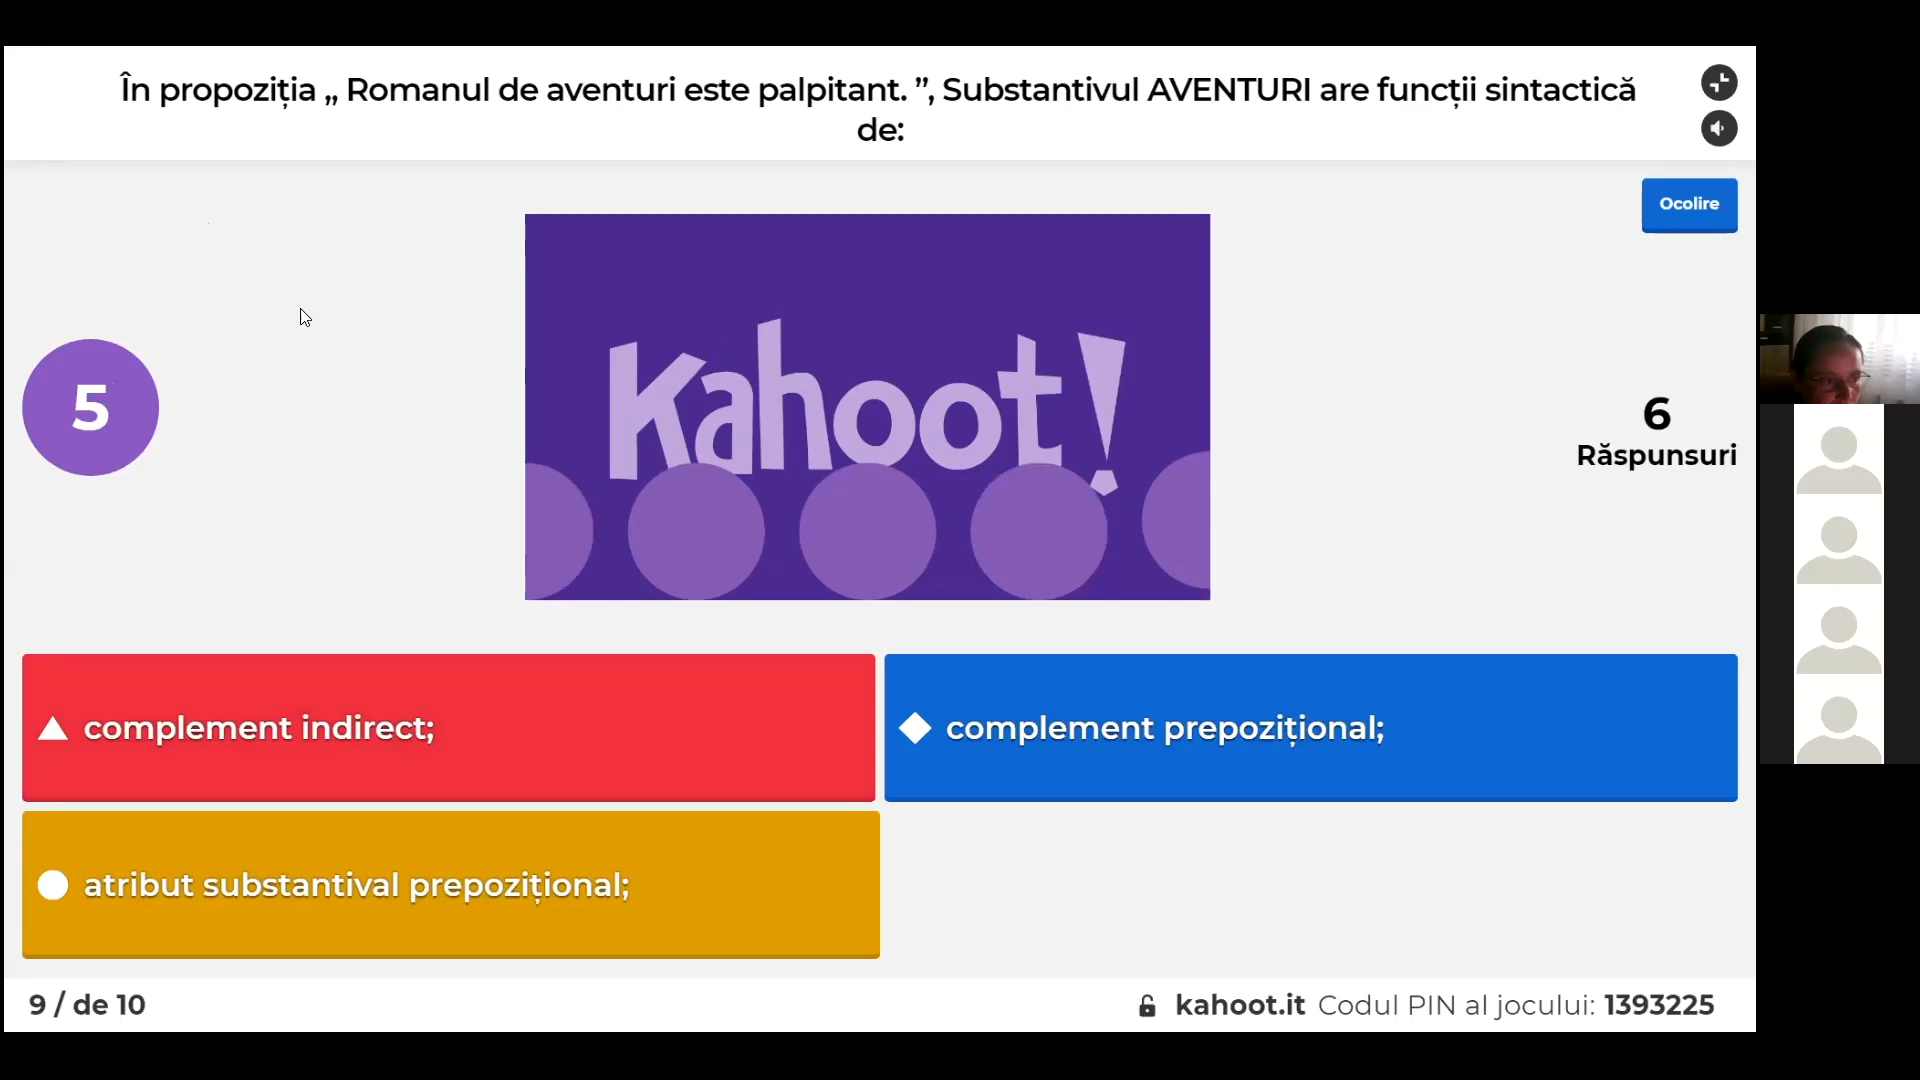 În propoziția „ Romanul de aventuri este palpitant. ”, Substantivul AVENTURI are funcții sintactică
de:
Ocolire
Kahoot!
5
6
Răspunsuri
complement indirect;
complement prepozițional;
atribut substantival prepozițional;
9 / de 10
kahoot.it Codul PIN al jocului: 1393225